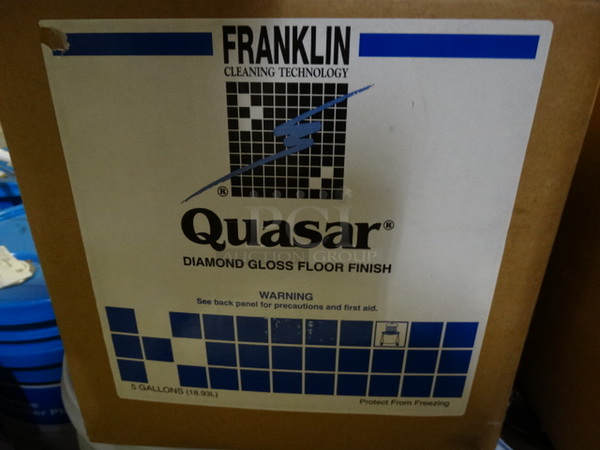 FRANKLIN
CLEANING TECHNOLOGY
®
Quasar®
DIAMOND GLOSS FLOOR FINISH
WARNING
See back panel for precautions and first aid.
5 GALLONS (18.93L)
Protect From Freezing